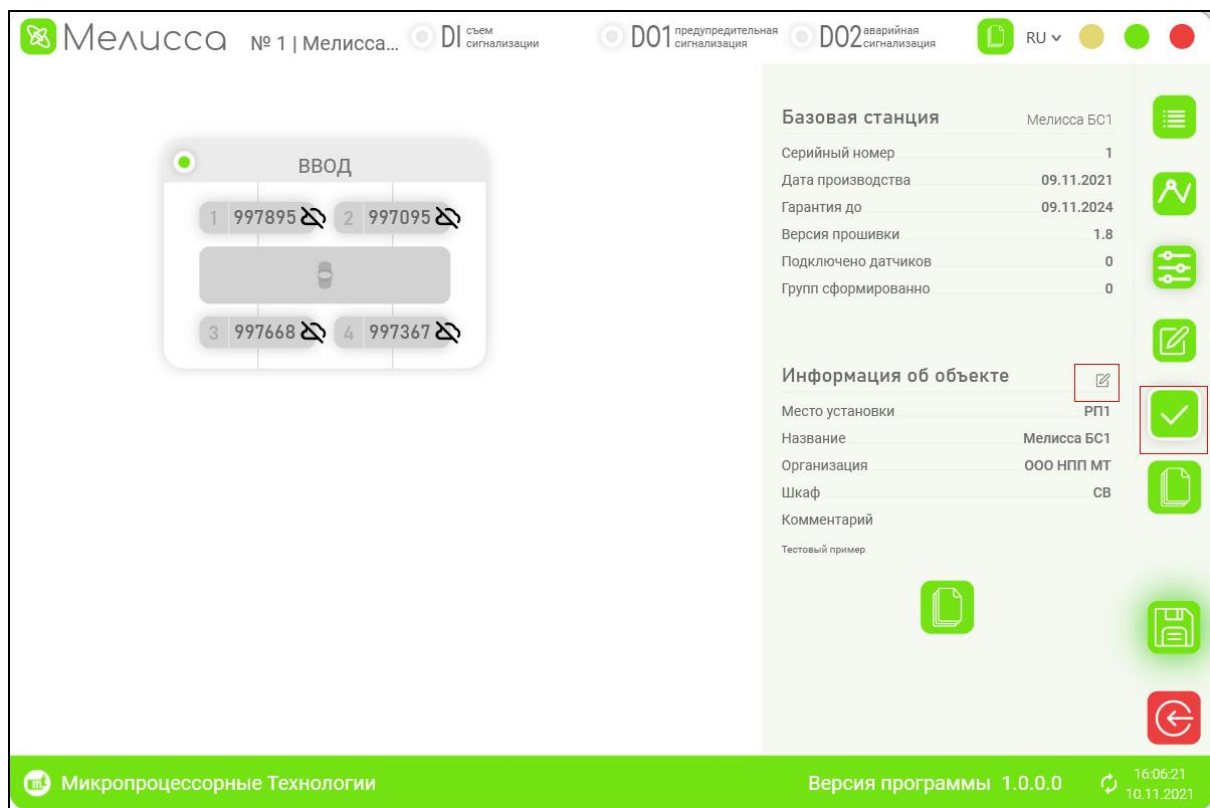 Мелисса № 1 | Мелисса... DI съем сигнализации DO1 предупредительная сигнализация DO2 аварийная сигнализация RU
Базовая станция Мелисса БС1
Серийный номер 1
Дата производства 09.11.2021
Гарантия до 09.11.2024
Версия прошивки 1.8
Подключено датчиков 0
Групп сформированно 0
ВВОД
1 997895 2 997095
3 997668 4 997367
Информация об объекте
Место установки РП1
Название Мелисса БС1
Организация ООО НПП МТ
Шкаф СВ
Комментарий
Тестовый пример
mt Микропроцессорные Технологии Версия программы 1.0.0.0 16:06:21
10.11.2021